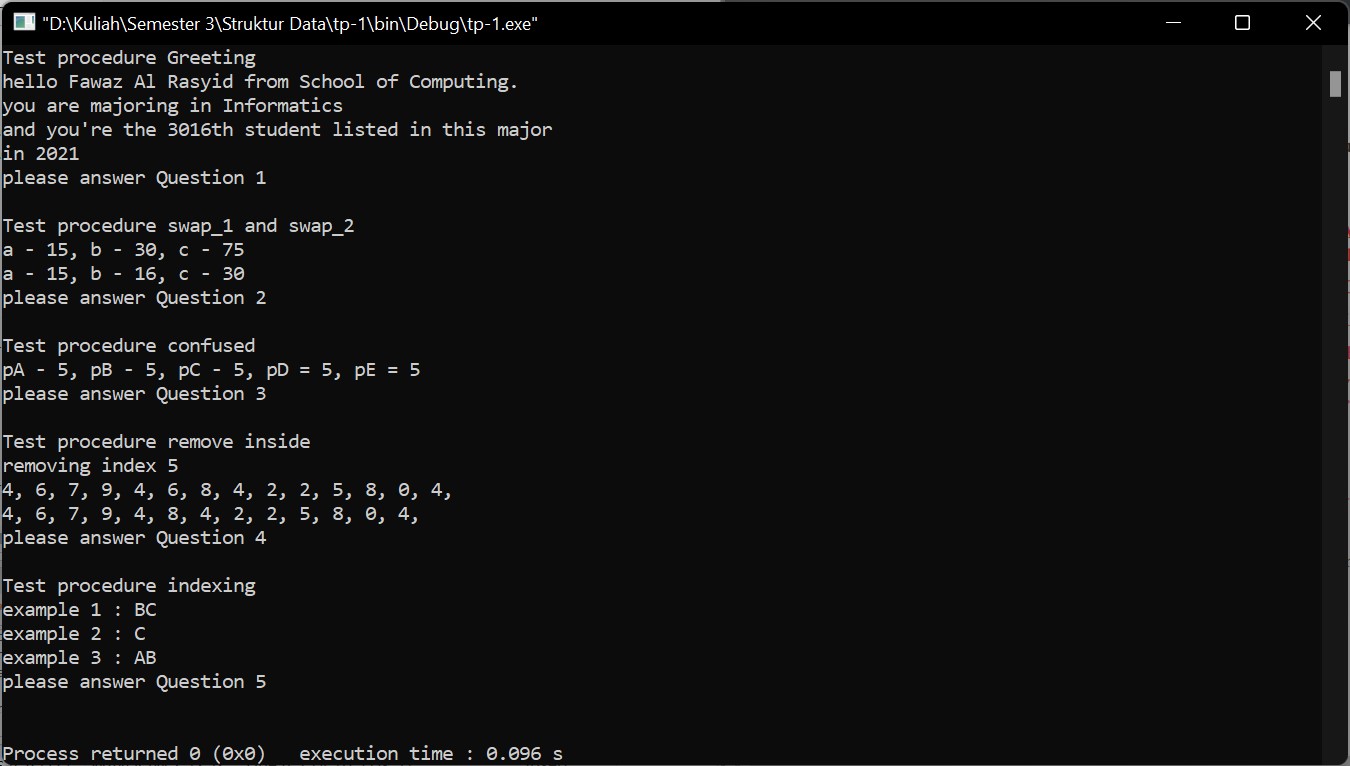 "D:\Kuliah\Semester 3\Struktur Data\tp-1\bin\Debug\tp-1.exe"
Test procedure Greeting
hello Fawaz Al Rasyid from School of Computing.
you are majoring in Informatics
and you're the 3016th student listed in this major
in 2021
please answer Question 1
Test procedure swap_1 and swap_2
a - 15, b - 30, c - 75
a - 15, b - 16, c - 30
please answer Question 2
Test procedure confused
pA - 5, pB - 5, pC - 5, pD = 5, pE = 5
please answer Question 3
Test procedure remove inside
removing index 5
4, 6, 7, 9, 4, 6, 8, 4, 2, 2, 5, 8, 0, 4,
4, 6, 7, 9, 4, 8, 4, 2, 2, 5, 8, 0, 4,
please answer Question 4
Test procedure indexing
example 1 : BC
example 2 : C
example 3 : AB
please answer Question 5
Process returned 0 (0x0)   execution time : 0.096 s